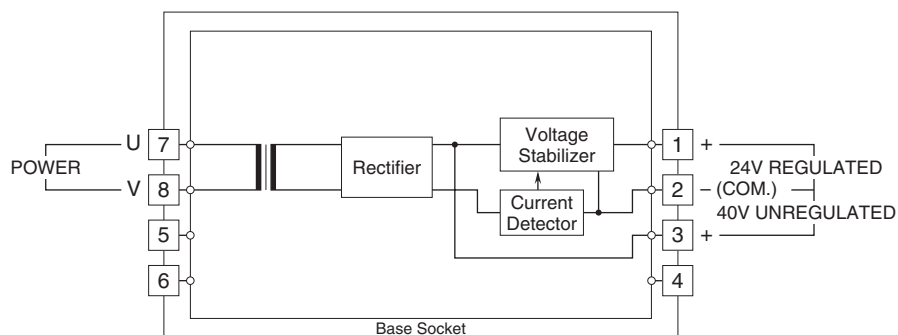 POWER
U 7
V 8
5
6
Rectifier
Voltage
Stabilizer
Current
Detector
1 +
2 – (COM.)
3 +
4
24V REGULATED
40V UNREGULATED
Base Socket